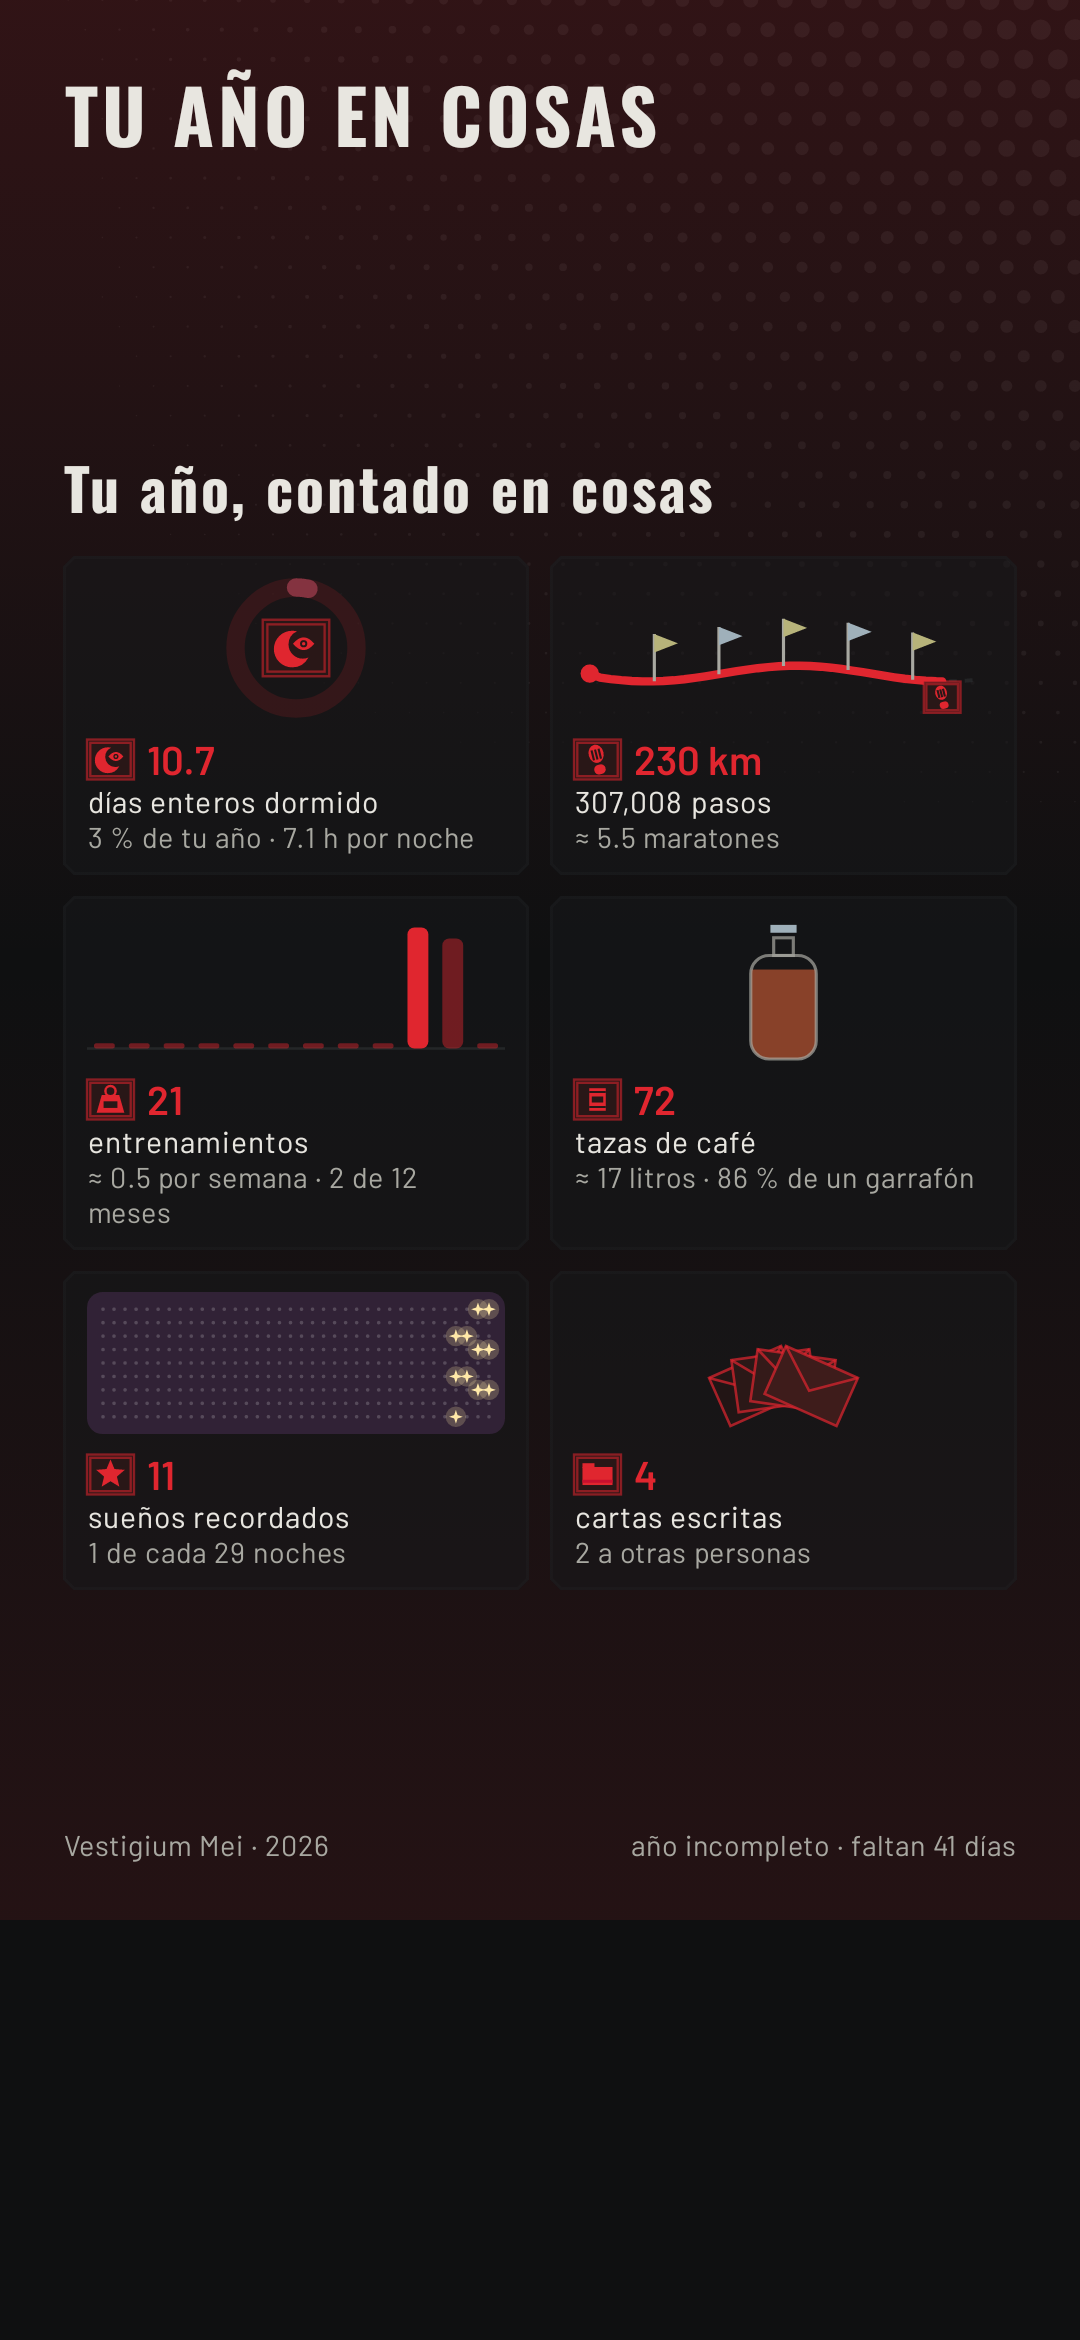 TU AÑO EN COSAS
Tu año, contado en cosas
10.7
días enteros dormido
3 % de tu año · 7.1 h por noche
230 km
307,008 pasos
≈ 5.5 maratones
21
entrenamientos
≈ 0.5 por semana · 2 de 12
meses
72
tazas de café
≈ 17 litros · 86 % de un garrafón
11
sueños recordados
1 de cada 29 noches
4
cartas escritas
2 a otras personas
Vestigium Mei · 2026
año incompleto · faltan 41 días